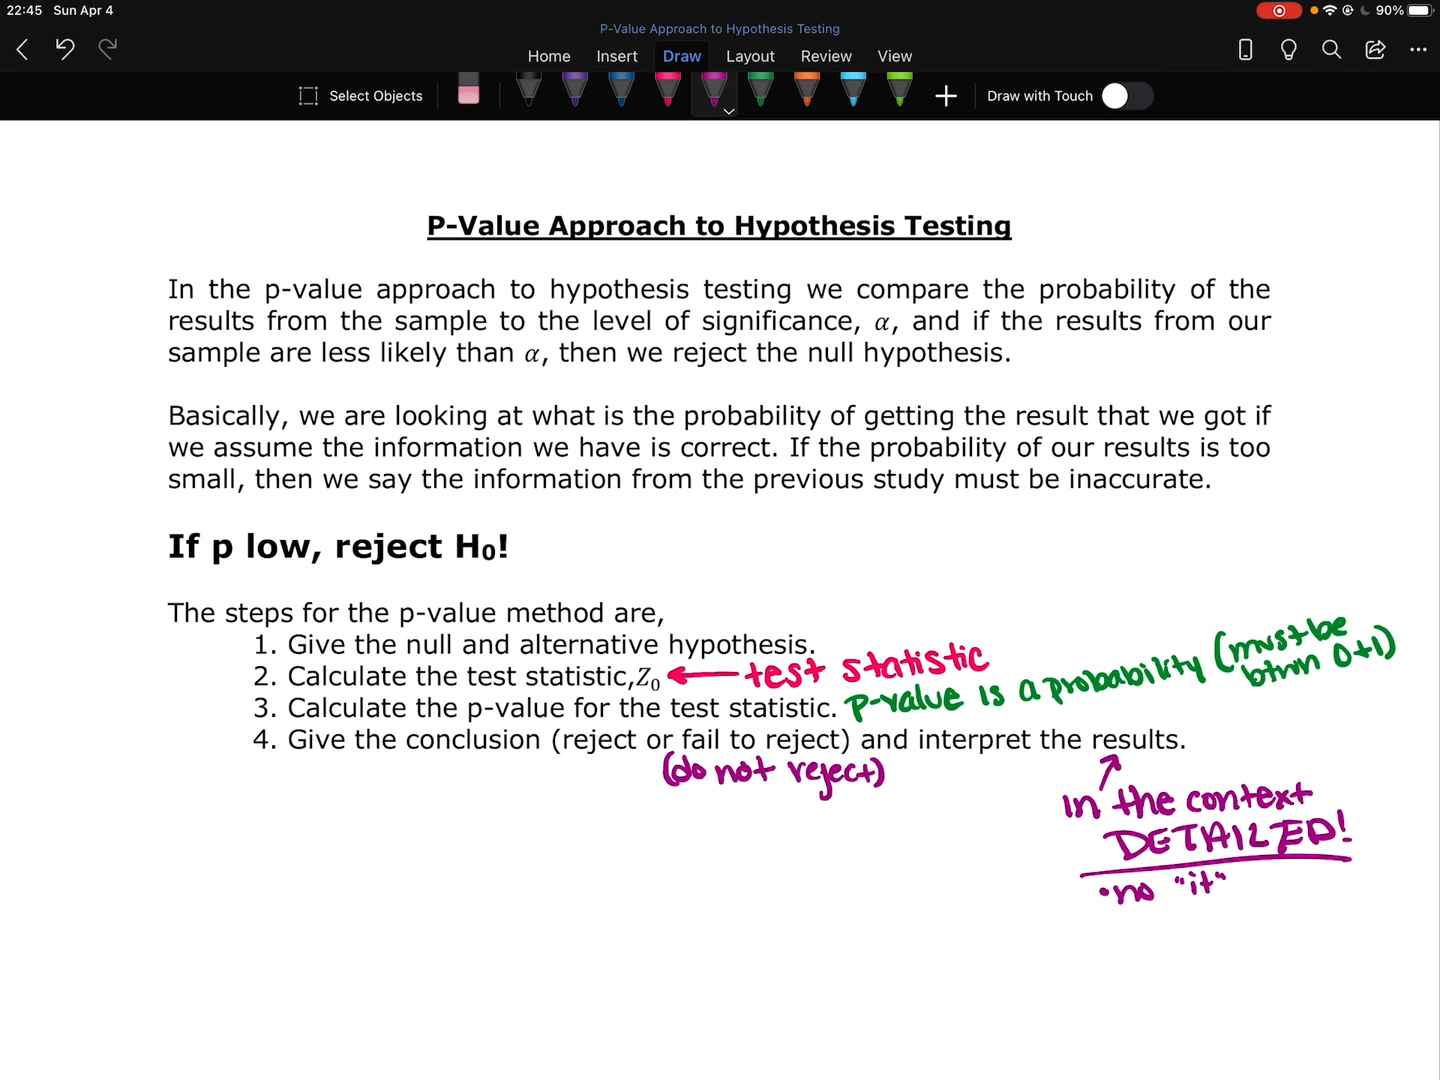 22:45 Sun Apr 4
90%
P-Value Approach to Hypothesis Testing
Home Insert Draw Layout Review View
Select Objects
Draw with Touch
P-Value Approach to Hypothesis Testing
In the p-value approach to hypothesis testing we compare the probability of the
results from the sample to the level of significance, α, and if the results from our
sample are less likely than α, then we reject the null hypothesis.
Basically, we are looking at what is the probability of getting the result that we got if
we assume the information we have is correct. If the probability of our results is too
small, then we say the information from the previous study must be inaccurate.
If p low, reject H₀!
The steps for the p-value method are,
1. Give the null and alternative hypothesis.
2. Calculate the test statistic,Z₀ ← test statistic
3. Calculate the p-value for the test statistic. p-value is a probability (must be
btwn 0+1)
4. Give the conclusion (reject or fail to reject) and interpret the results.
(do not reject)
in the context
DETAILED!
•no "it"